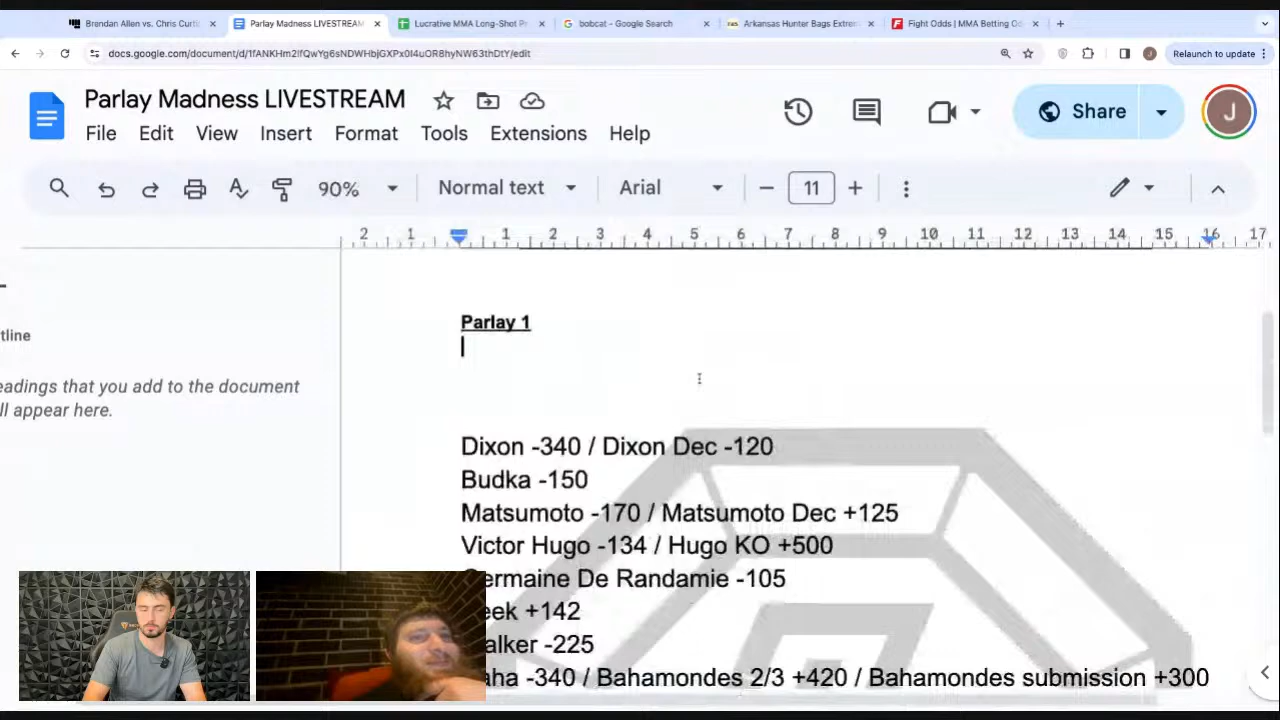 Brendan Allen vs. Chris Curti
Parlay Madness LIVESTREAM
Lucrative MMA Long-Shot Pr
bobcat - Google Search
Arkansas Hunter Bags Extrem
Fight Odds | MMA Betting Od
docs.google.com/document/d/1fANKHm2IfQwYg6sNDWHbjGXPx0I4uOR8hyNW63thDtY/edit
Relaunch to update
Parlay Madness LIVESTREAM
File Edit View Insert Format Tools Extensions Help
Share
J
90% Normal text Arial 11
2 1 1 2 3 4 5 6 7 8 9 10 11 12 13 14 15 16 17
tline
eadings that you add to the document
ll appear here.
Parlay 1
Dixon -340 / Dixon Dec -120
Budka -150
Matsumoto -170 / Matsumoto Dec +125
Victor Hugo -134 / Hugo KO +500
Germaine De Randamie -105
eek +142
alker -225
aha -340 / Bahamondes 2/3 +420 / Bahamondes submission +300